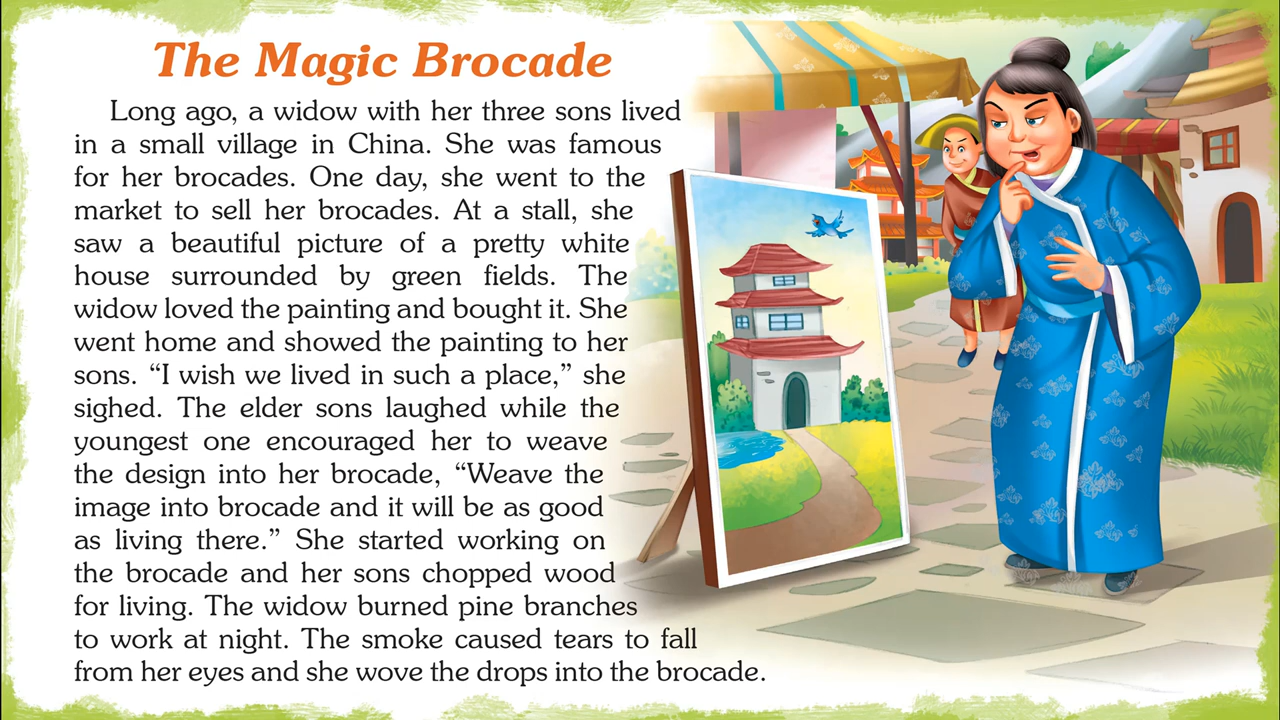 The Magic Brocade
Long ago, a widow with her three sons lived
in a small village in China. She was famous
for her brocades. One day, she went to the
market to sell her brocades. At a stall, she
saw a beautiful picture of a pretty white
house surrounded by green fields. The
widow loved the painting and bought it. She
went home and showed the painting to her
sons. “I wish we lived in such a place,” she
sighed. The elder sons laughed while the
youngest one encouraged her to weave
the design into her brocade, “Weave the
image into brocade and it will be as good
as living there.” She started working on
the brocade and her sons chopped wood
for living. The widow burned pine branches
to work at night. The smoke caused tears to fall
from her eyes and she wove the drops into the brocade.